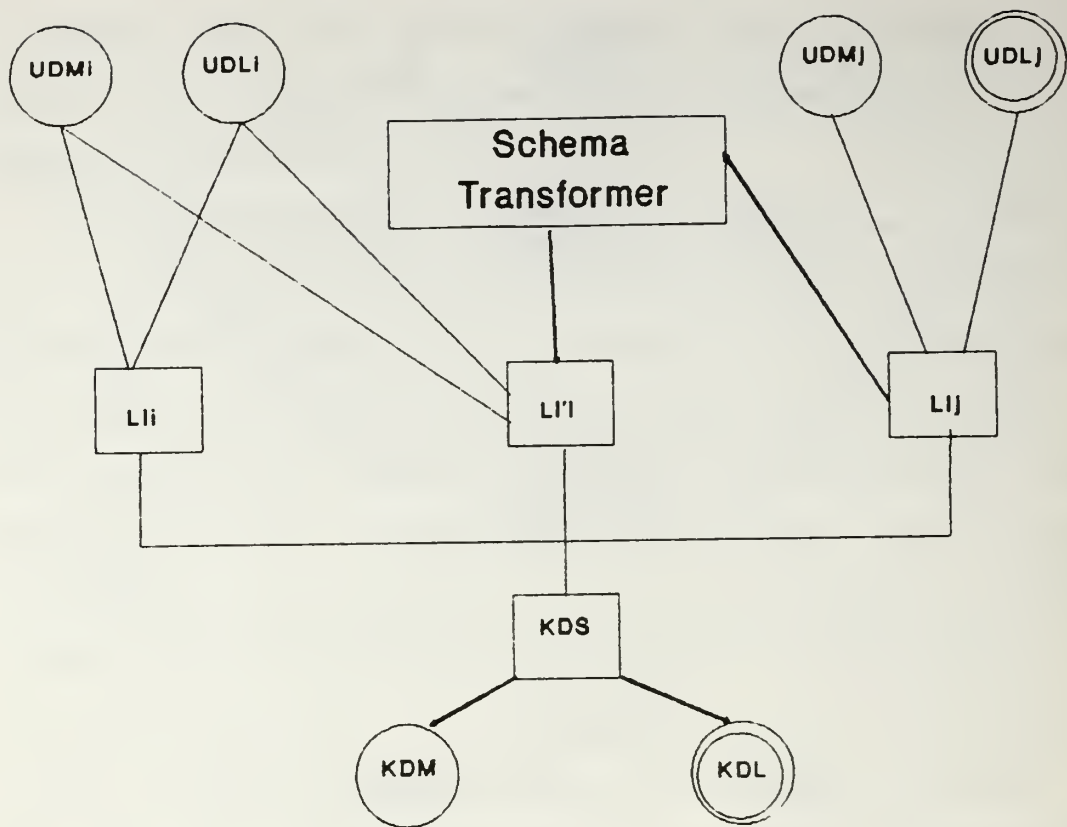 UDMi
UDLi
UDMj
UDLj
Schema
Transformer
LIi
LI'i
LIj
KDS
KDM
KDL